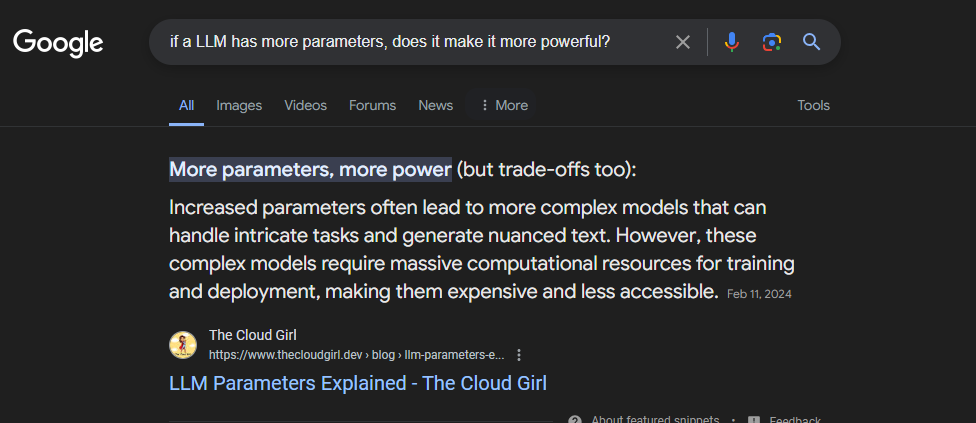 Google
if a LLM has more parameters, does it make it more powerful?
All Images Videos Forums News More Tools
More parameters, more power (but trade-offs too):
Increased parameters often lead to more complex models that can
handle intricate tasks and generate nuanced text. However, these
complex models require massive computational resources for training
and deployment, making them expensive and less accessible. Feb 11, 2024
The Cloud Girl
https://www.thecloudgirl.dev › blog › llm-parameters-e...
LLM Parameters Explained - The Cloud Girl
About featured snippets • Feedback